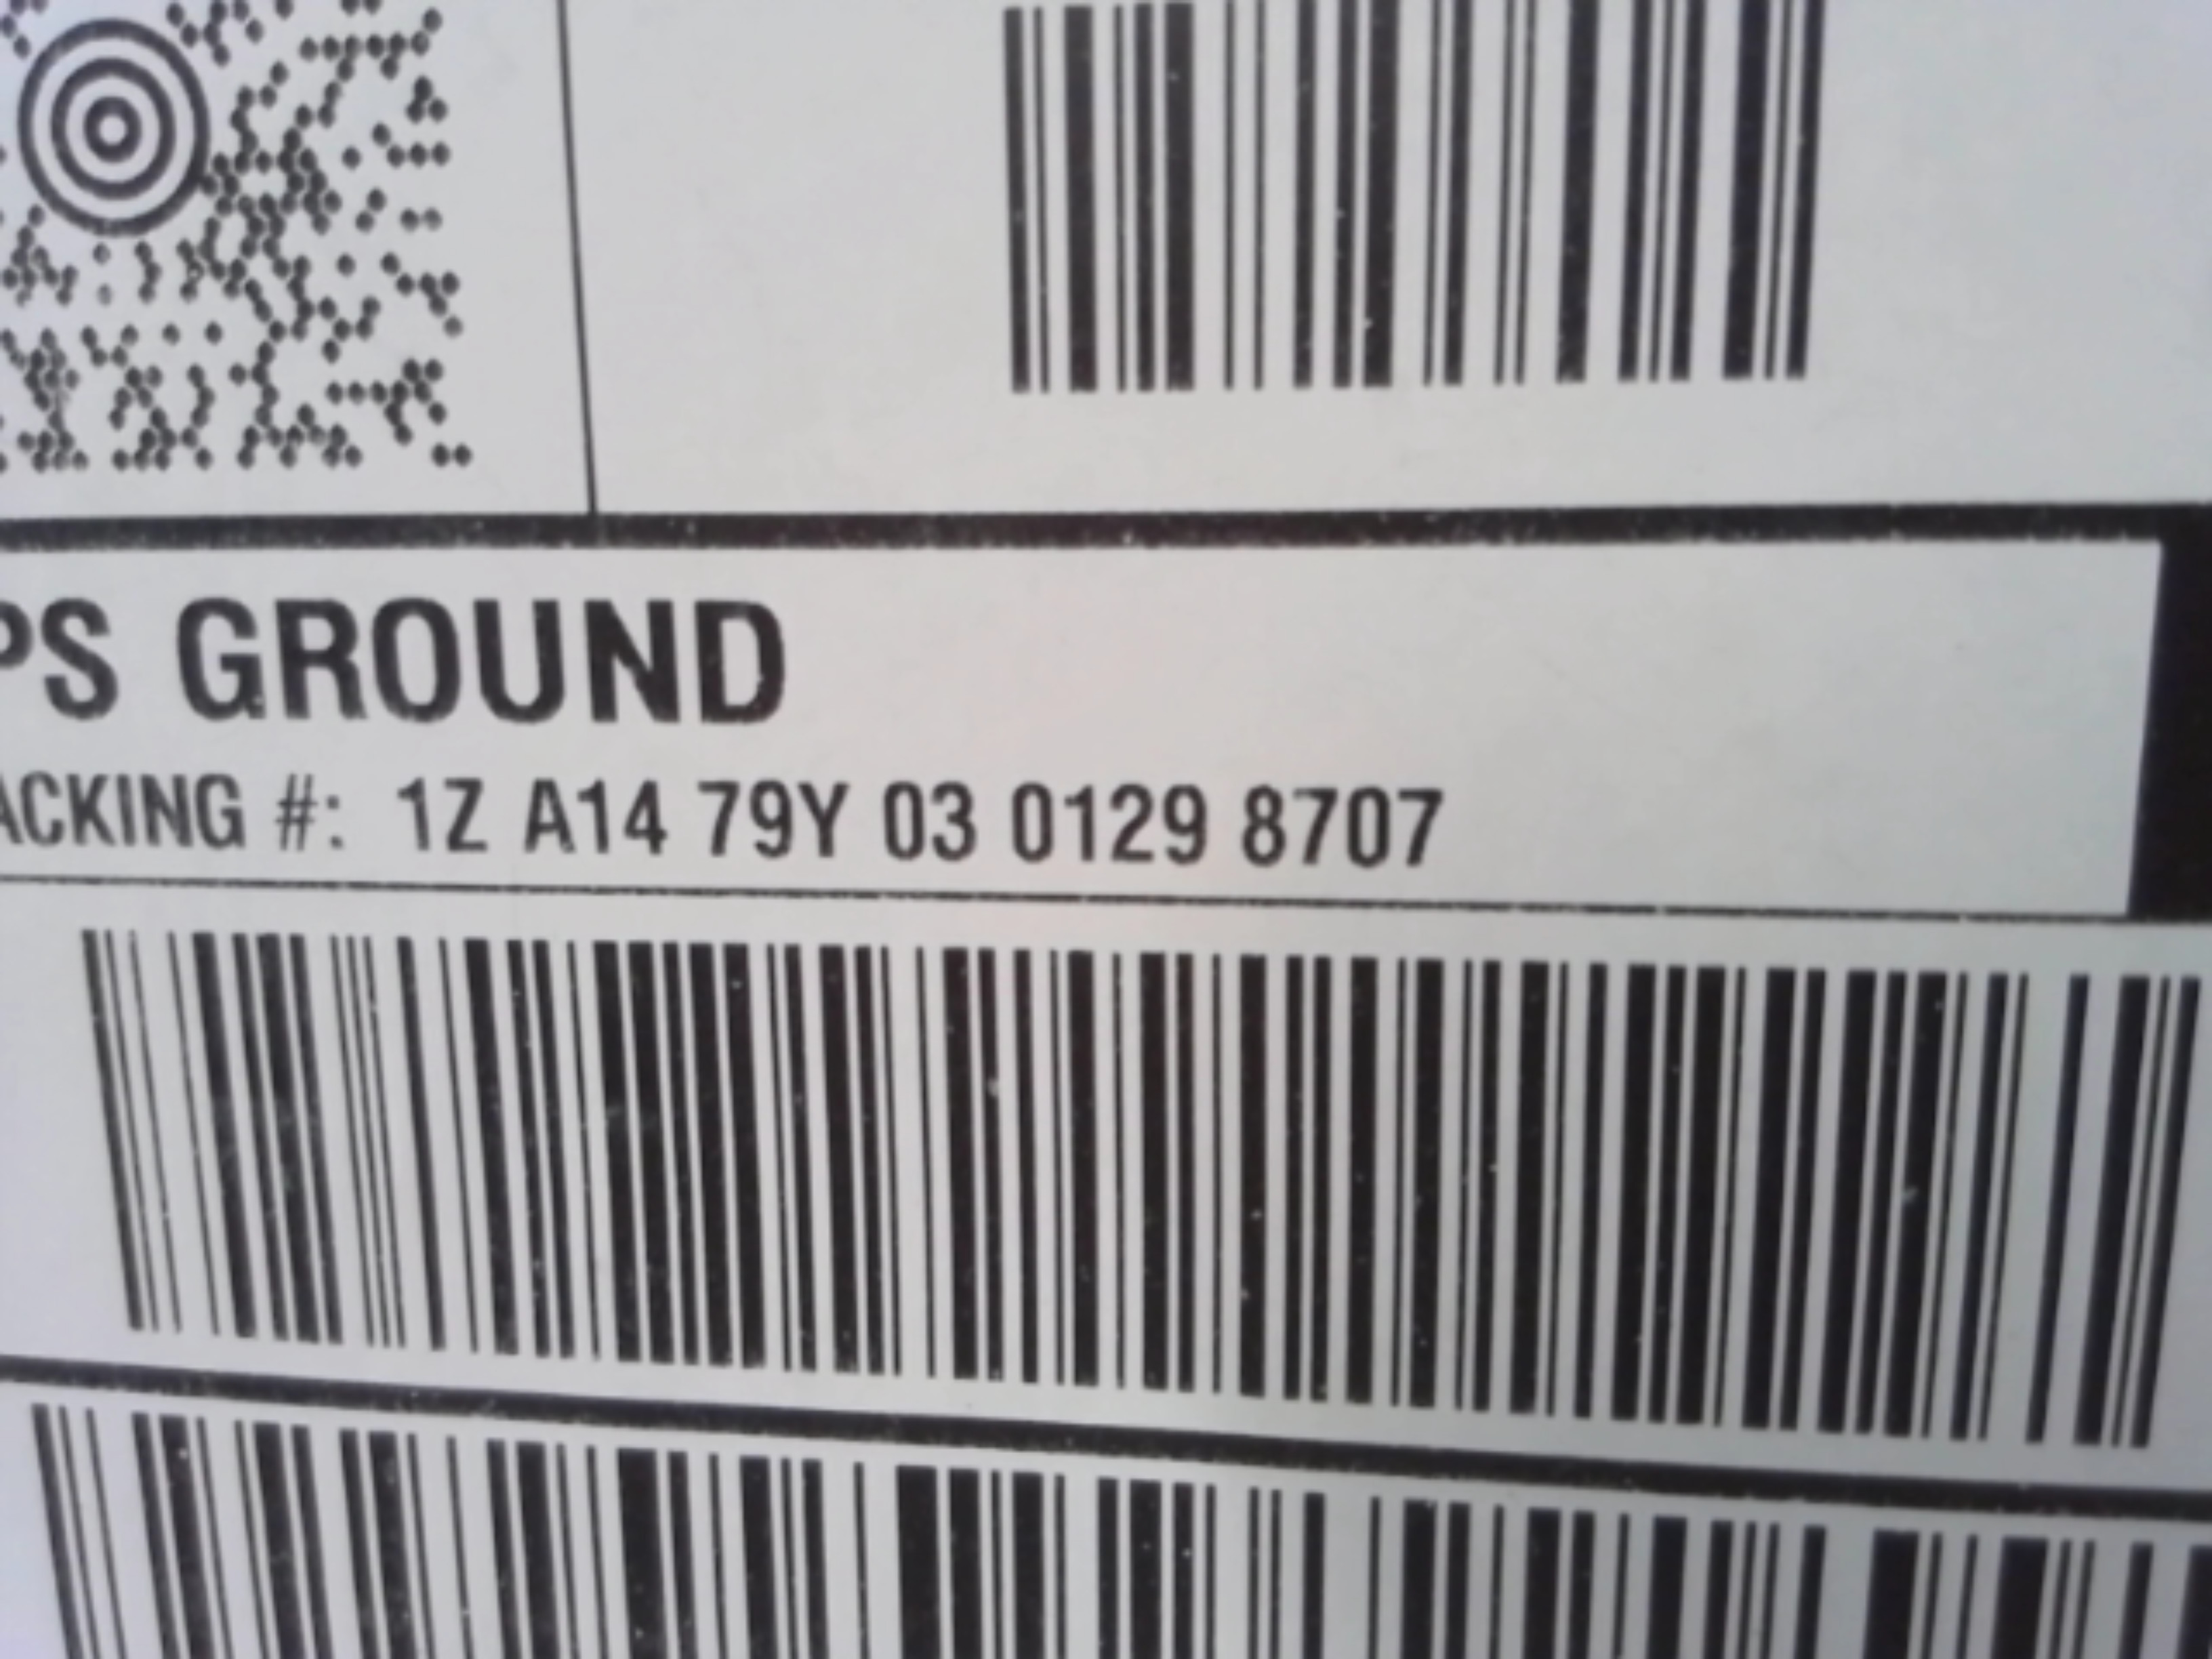 PS GROUND
ACKING #: 1Z A14 79Y 03 0129 8707